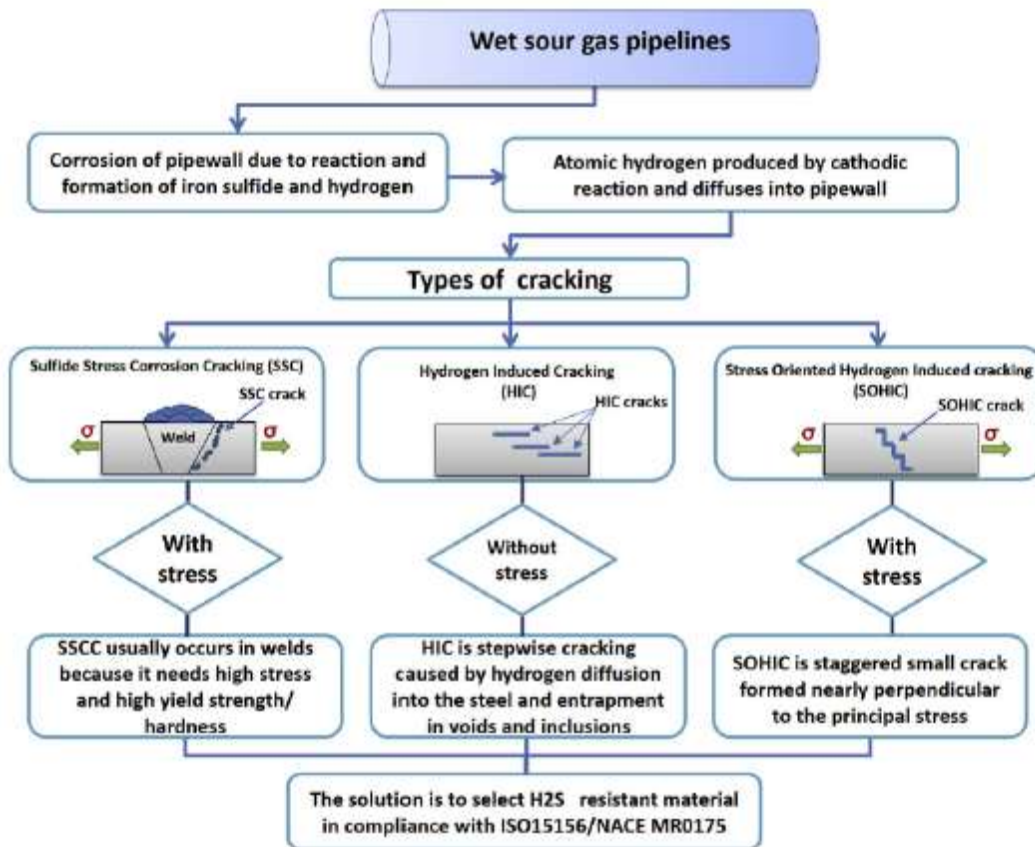 Wet sour gas pipelines
Corrosion of pipewall due to reaction and
formation of iron sulfide and hydrogen
Atomic hydrogen produced by cathodic
reaction and diffuses into pipewall
Types of cracking
Sulfide Stress Corrosion Cracking (SSC)
SSC crack
σ
Weld
σ
Hydrogen Induced Cracking
(HIC)
HIC cracks
Stress Oriented Hydrogen Induced cracking
(SOHIC)
SOHIC crack
σ
σ
With
stress
Without
stress
With
stress
SSCC usually occurs in welds
because it needs high stress
and high yield strength/
hardness
HIC is stepwise cracking
caused by hydrogen diffusion
into the steel and entrapment
in voids and inclusions
SOHIC is staggered small crack
formed nearly perpendicular
to the principal stress
The solution is to select H2S resistant material
in compliance with ISO15156/NACE MR0175